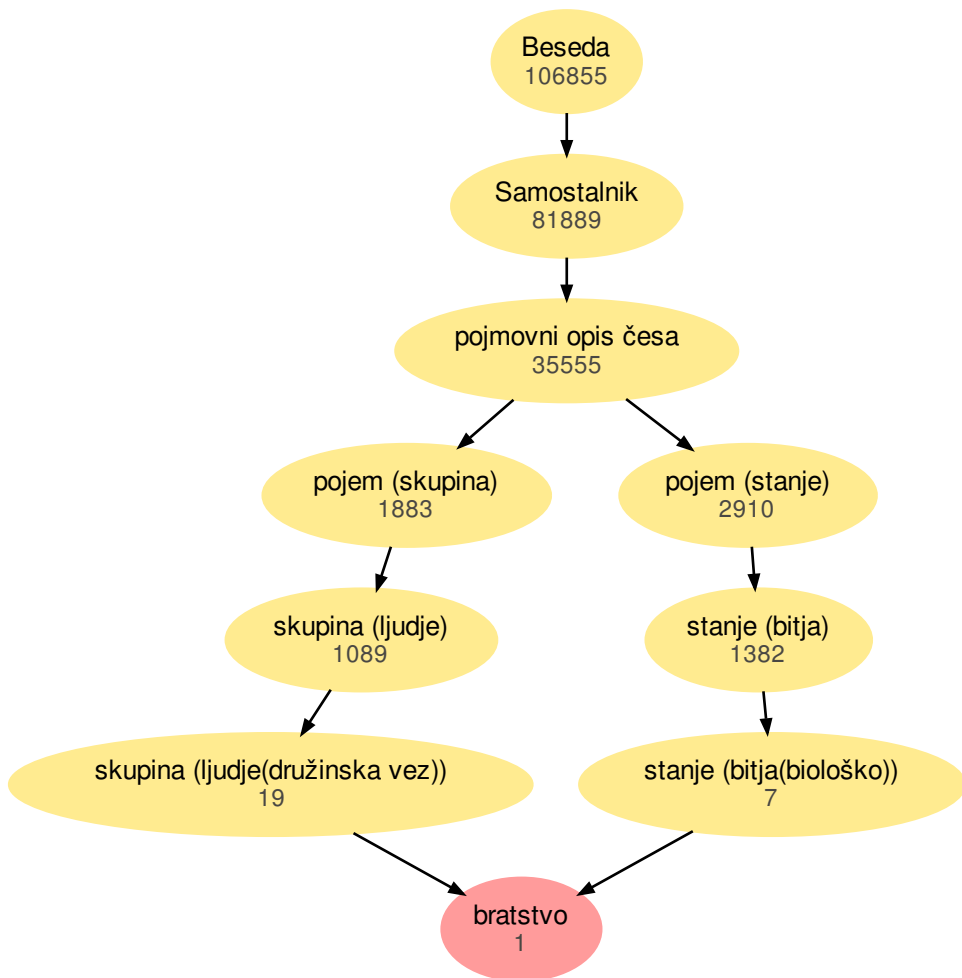 Beseda
106855
Samostalnik
81889
pojmovni opis česa
35555
pojem (skupina)
1883
pojem (stanje)
2910
skupina (ljudje)
1089
stanje (bitja)
1382
skupina (ljudje(družinska vez))
19
stanje (bitja(biološko))
7
bratstvo
1